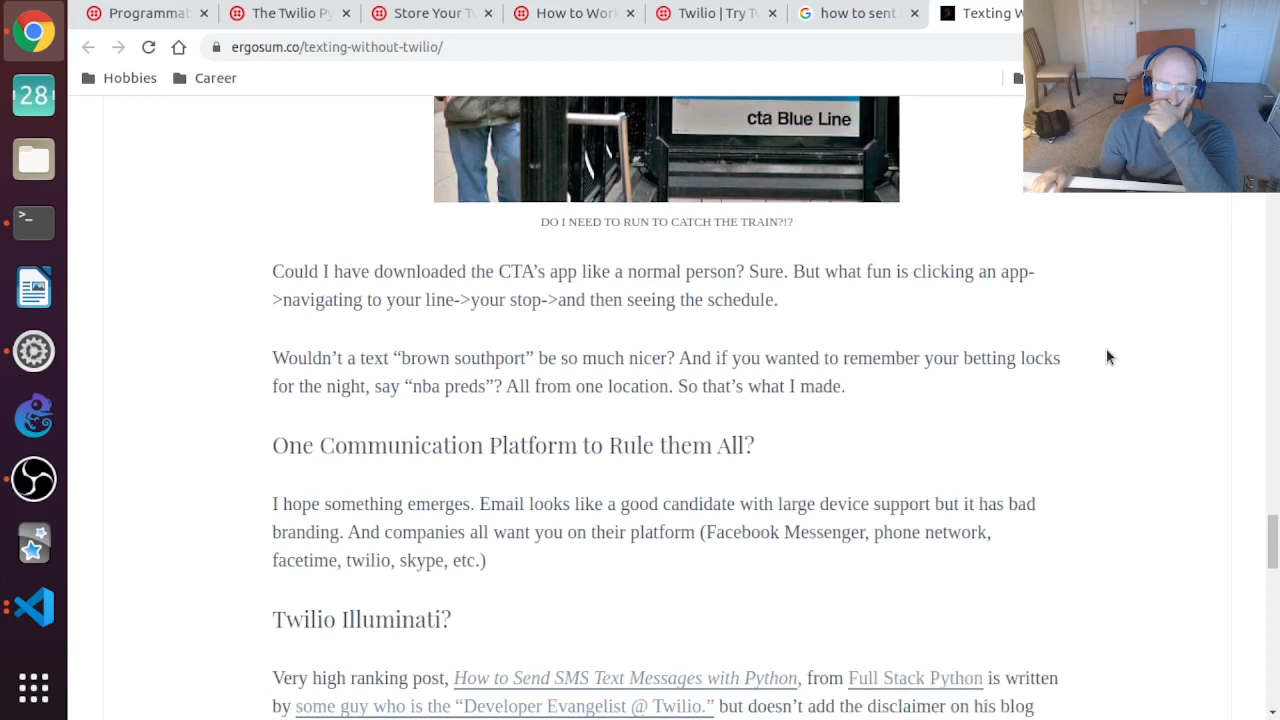 Programmat
The Twilio Py
Store Your Tw
How to Work
Twilio | Try Tw
how to sent
Texting W
ergosum.co/texting-without-twilio/
Hobbies
Career
28
cta Blue Line
DO I NEED TO RUN TO CATCH THE TRAIN?!?
Could I have downloaded the CTA’s app like a normal person? Sure. But what fun is clicking an app-
>navigating to your line->your stop->and then seeing the schedule.
Wouldn’t a text “brown southport” be so much nicer? And if you wanted to remember your betting locks
for the night, say “nba preds”? All from one location. So that’s what I made.
One Communication Platform to Rule them All?
I hope something emerges. Email looks like a good candidate with large device support but it has bad
branding. And companies all want you on their platform (Facebook Messenger, phone network,
facetime, twilio, skype, etc.)
Twilio Illuminati?
Very high ranking post, How to Send SMS Text Messages with Python, from Full Stack Python is written
by some guy who is the “Developer Evangelist @ Twilio.” but doesn’t add the disclaimer on his blog